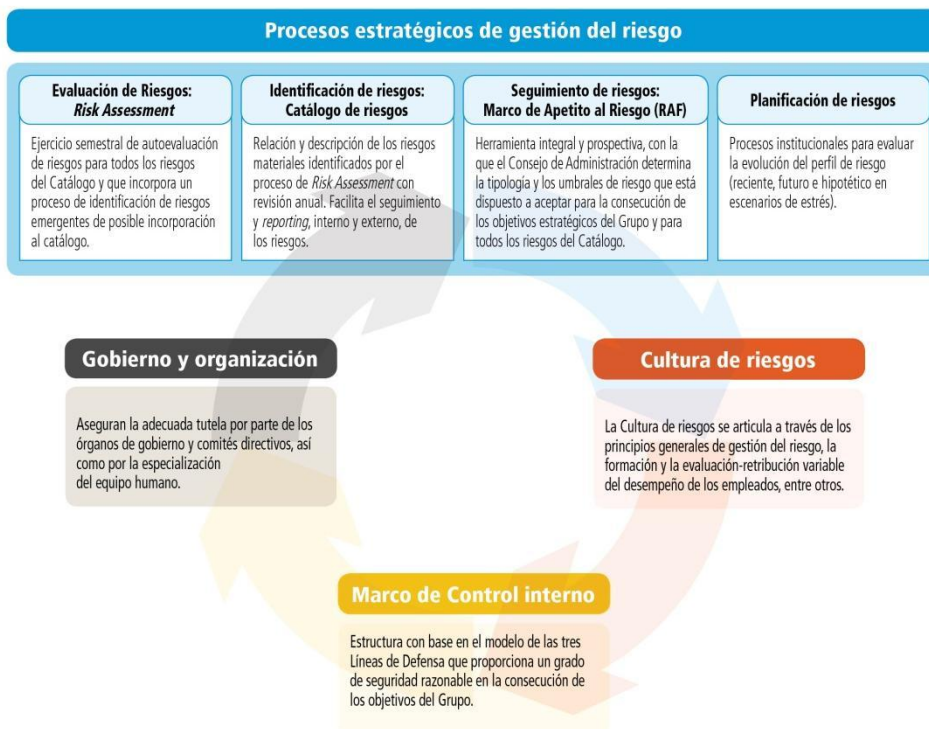 Procesos estratégicos de gestión del riesgo
Evaluación de Riesgos:
Risk Assessment
Ejercicio semestral de autoevaluación
de riesgos para todos los riesgos
del Catálogo y que incorpora un
proceso de identificación de riesgos
emergentes de posible incorporación
al catálogo.
Identificación de riesgos:
Catálogo de riesgos
Relación y descripción de los riesgos
materiales identificados por el
proceso de Risk Assessment con
revisión anual. Facilita el seguimiento
y reporting, interno y externo, de
los riesgos.
Seguimiento de riesgos:
Marco de Apetito al Riesgo (RAF)
Herramienta integral y prospectiva, con la
que el Consejo de Administración determina
la tipología y los umbrales de riesgo que está
dispuesto a aceptar para la consecución de
los objetivos estratégicos del Grupo y para
todos los riesgos del Catálogo.
Planificación de riesgos
Procesos institucionales para evaluar
la evolución del perfil de riesgo
(reciente, futuro e hipotético en
escenarios de estrés).
Gobierno y organización
Aseguran la adecuada tutela por parte de los
órganos de gobierno y comités directivos, así
como por la especialización
del equipo humano.
Cultura de riesgos
La Cultura de riesgos se articula a través de los
principios generales de gestión del riesgo, la
formación y la evaluación-retribución variable
del desempeño de los empleados, entre otros.
Marco de Control interno
Estructura con base en el modelo de las tres
Líneas de Defensa que proporciona un grado
de seguridad razonable en la consecución de
los objetivos del Grupo.